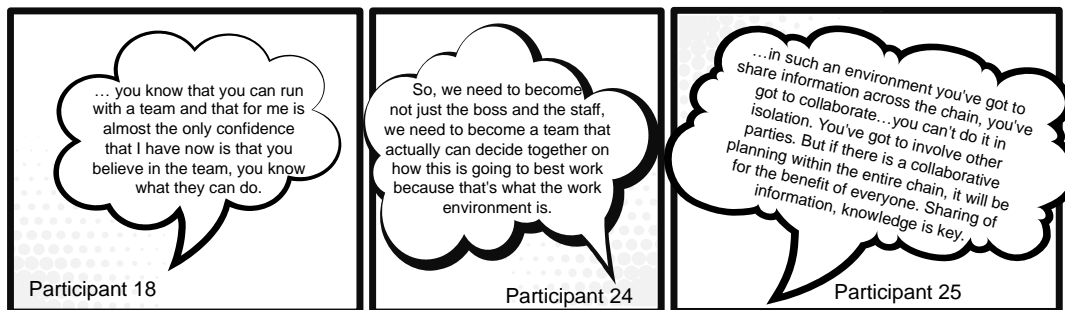 … you know that you can run
with a team and that for me is
almost the only confidence
that I have now is that you
believe in the team, you know
what they can do.
Participant 18
So, we need to become
not just the boss and the staff,
we need to become a team that
actually can decide together on
how this is going to best work
because that's what the work
environment is.
Participant 24
…in such an environment you've got to
share information across the chain, you've
got to collaborate…you can't do it in
isolation. You've got to involve other
parties. But if there is a collaborative
planning within the entire chain, it will be
for the benefit of everyone. Sharing of
information, knowledge is key.
Participant 25